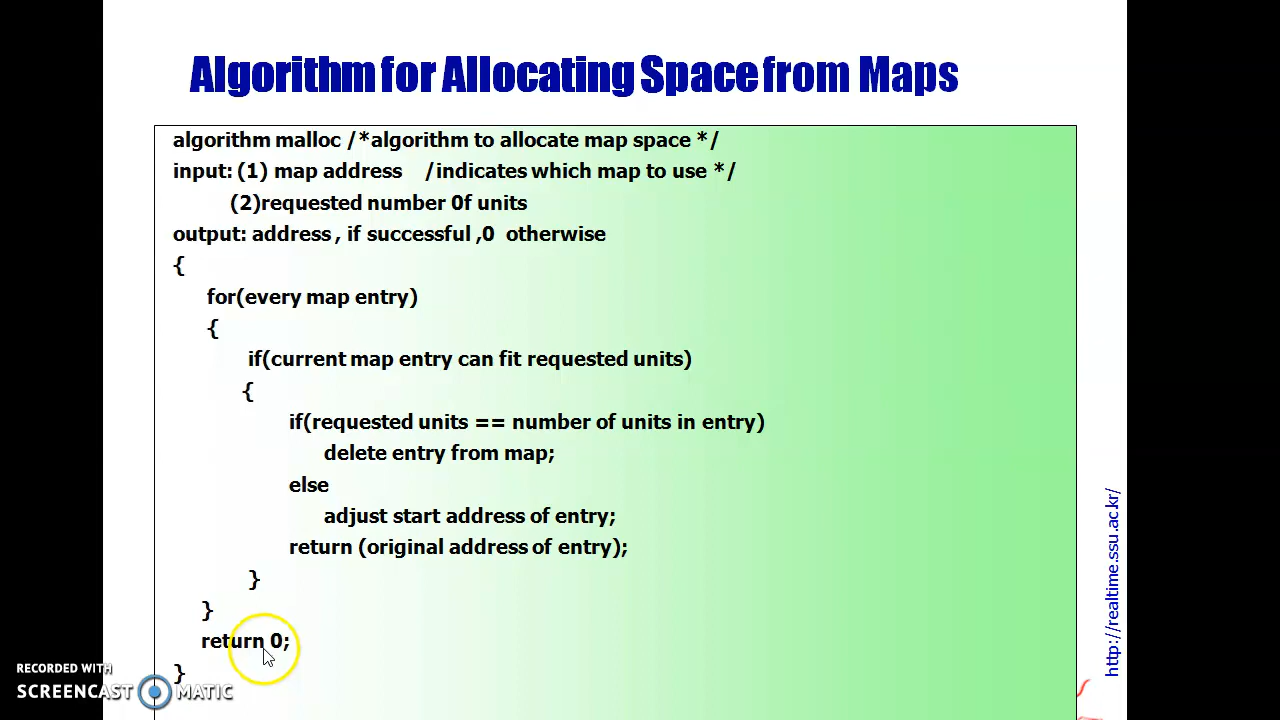 Algorithm for Allocating Space from Maps
algorithm malloc /*algorithm to allocate map space */
input: (1) map address /indicates which map to use */
(2)requested number 0f units
output: address , if successful ,0 otherwise
{
for(every map entry)
{
if(current map entry can fit requested units)
{
if(requested units == number of units in entry)
delete entry from map;
else
adjust start address of entry;
return (original address of entry);
}
}
return 0;
}
http://realtime.ssu.ac.kr/
RECORDED WITH
SCREENCAST MATIC